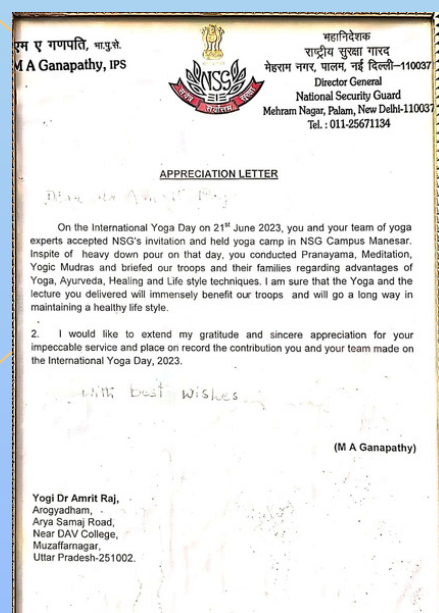 एम ए गणपति, भा.पु.से.
M A Ganapathy, IPS
NSG
सर्वत्र सर्वोत्तम सुरक्षा
महानिदेशक
राष्ट्रीय सुरक्षा गारद
मेहराम नगर, पालम, नई दिल्ली–110037
Director General
National Security Guard
Mehram Nagar, Palam, New Delhi-110037
Tel. : 011-25671134
APPRECIATION LETTER
Amrit Raj
On the International Yoga Day on 21st June 2023, you and your team of yoga
experts accepted NSG's invitation and held yoga camp in NSG Campus Manesar.
Inspite of heavy down pour on that day, you conducted Pranayama, Meditation,
Yogic Mudras and briefed our troops and their families regarding advantages of
Yoga, Ayurveda, Healing and Life style techniques. I am sure that the Yoga and the
lecture you delivered will immensely benefit our troops and will go a long way in
maintaining a healthy life style.
2. I would like to extend my gratitude and sincere appreciation for your
impeccable service and place on record the contribution you and your team made on
the International Yoga Day, 2023.
with best wishes
(M A Ganapathy)
Yogi Dr Amrit Raj,
Arogyadham,
Arya Samaj Road,
Near DAV College,
Muzaffarnagar,
Uttar Pradesh-251002.